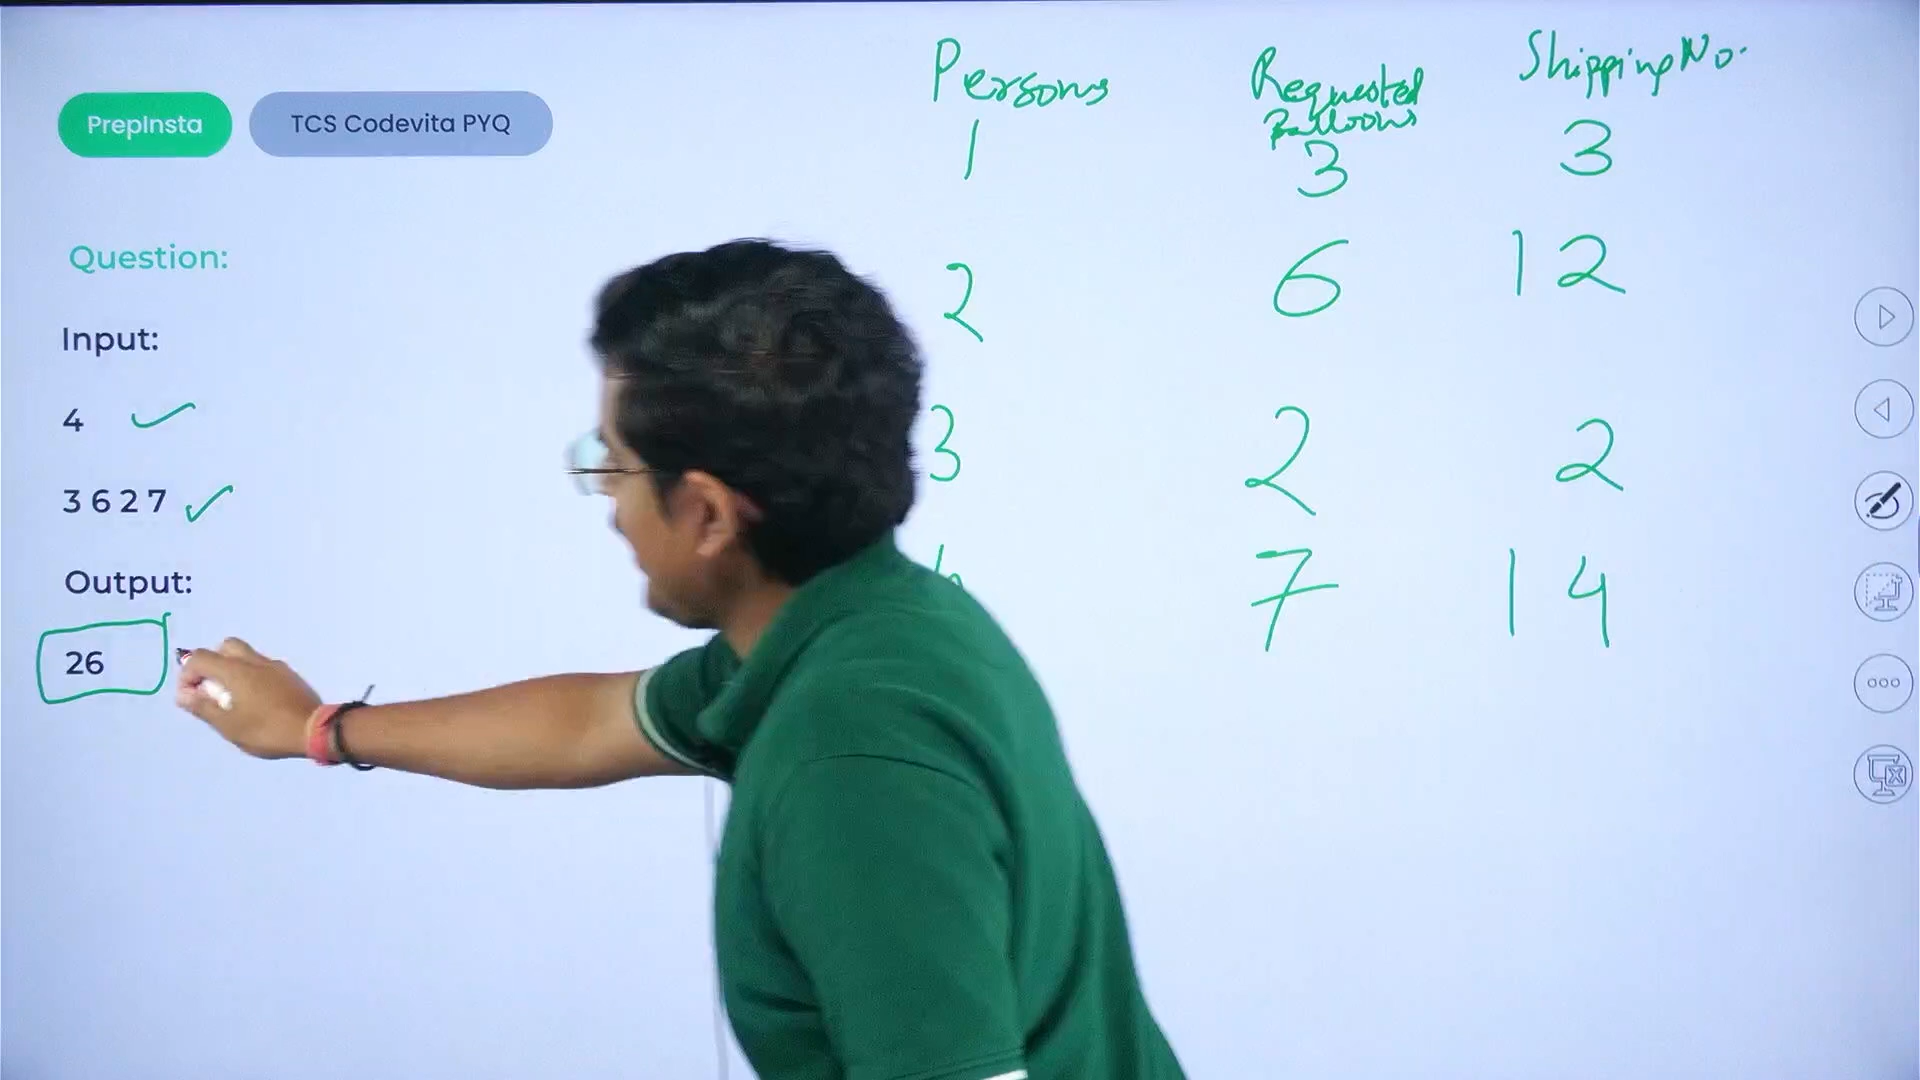 PrepInsta TCS Codevita PYQ
Question:
Input:
4
3 6 2 7
Output:
26
Persons Requested Balloons Shipping No.
1 3 3
2 6 12
3 2 2
7 14